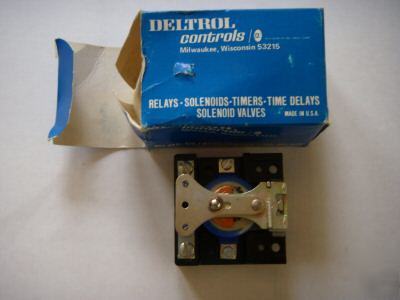 DELTROL
controls
Milwaukee, Wisconsin 53215
RELAYS - SOLENOIDS - TIMERS - TIME DELAYS
SOLENOID VALVES
MADE IN U.S.A.